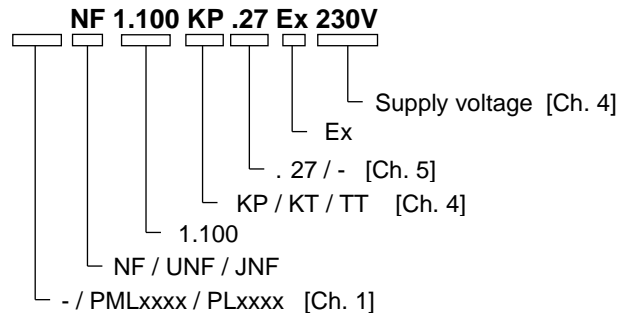 NF 1.100 KP .27 Ex 230V
Supply voltage [Ch. 4]
Ex
. 27 / - [Ch. 5]
KP / KT / TT [Ch. 4]
1.100
NF / UNF / JNF
- / PMLxxxx / PLxxxx [Ch. 1]